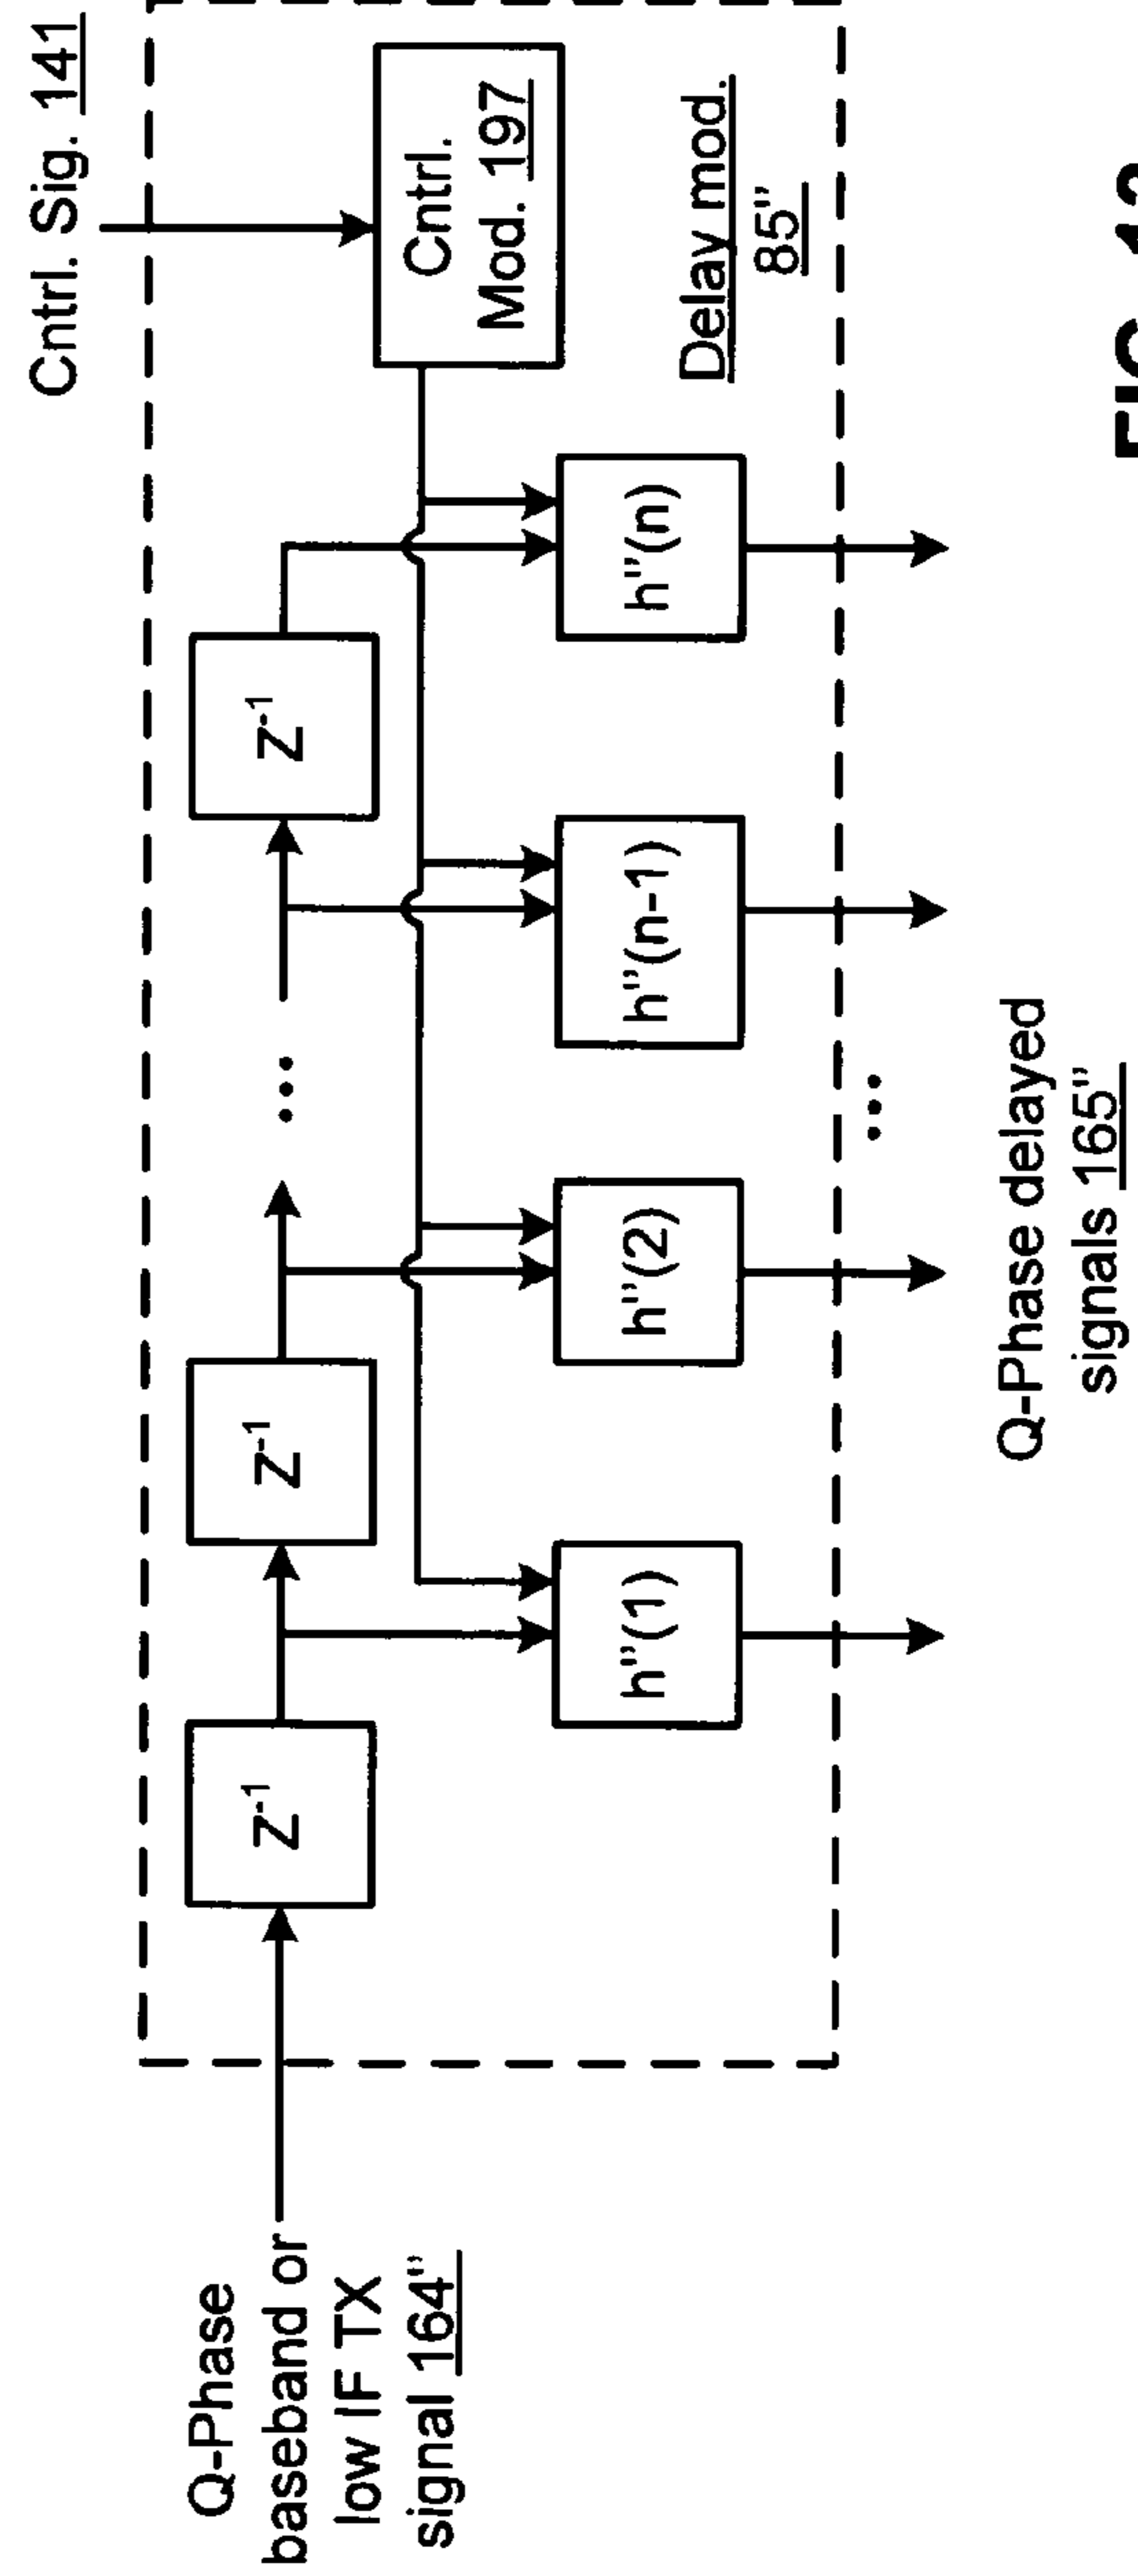 Cntrl. Sig. 141
Q-Phase
baseband or
low IF TX
signal 164"
Z-1
Z-1
...
Z-1
Cntrl.
Mod. 197
h"(1)
h"(2)
h"(n-1)
h"(n)
Delay mod.
85"
...
Q-Phase delayed
signals 165"
FIG.